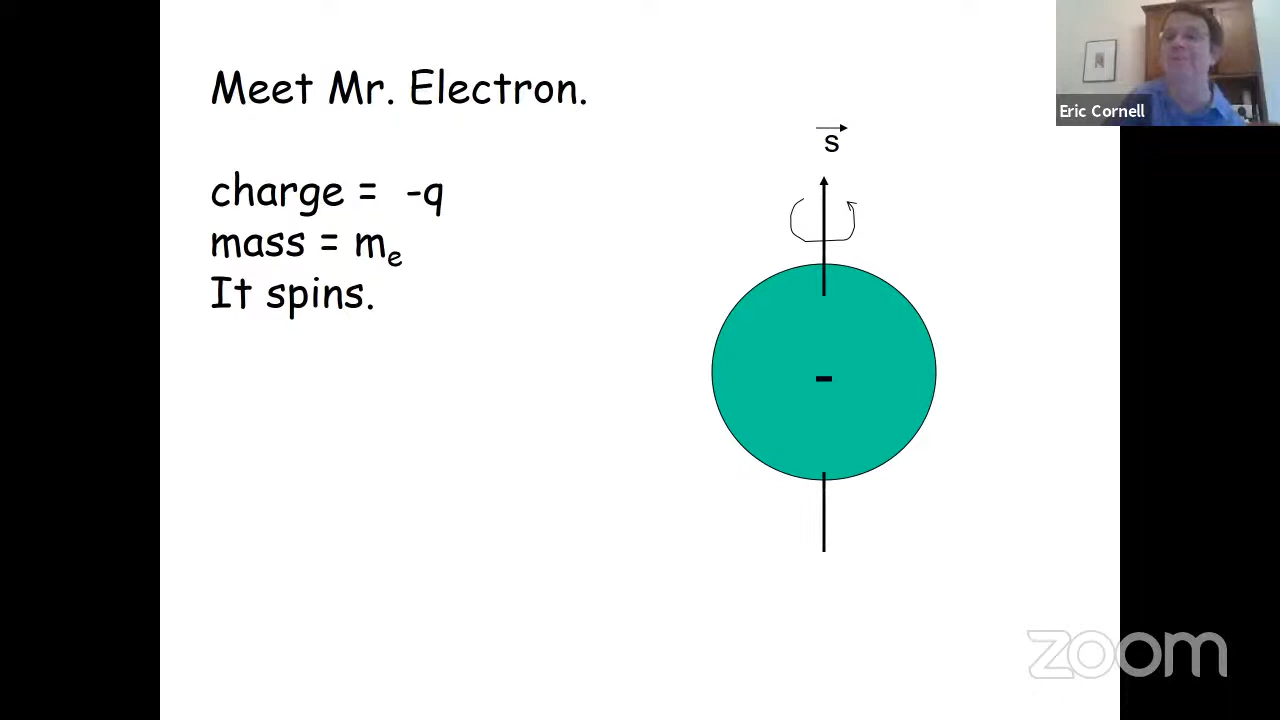 Meet Mr. Electron.
charge = -q
mass = mₑ
It spins.
s
-
Eric Cornell
zoom